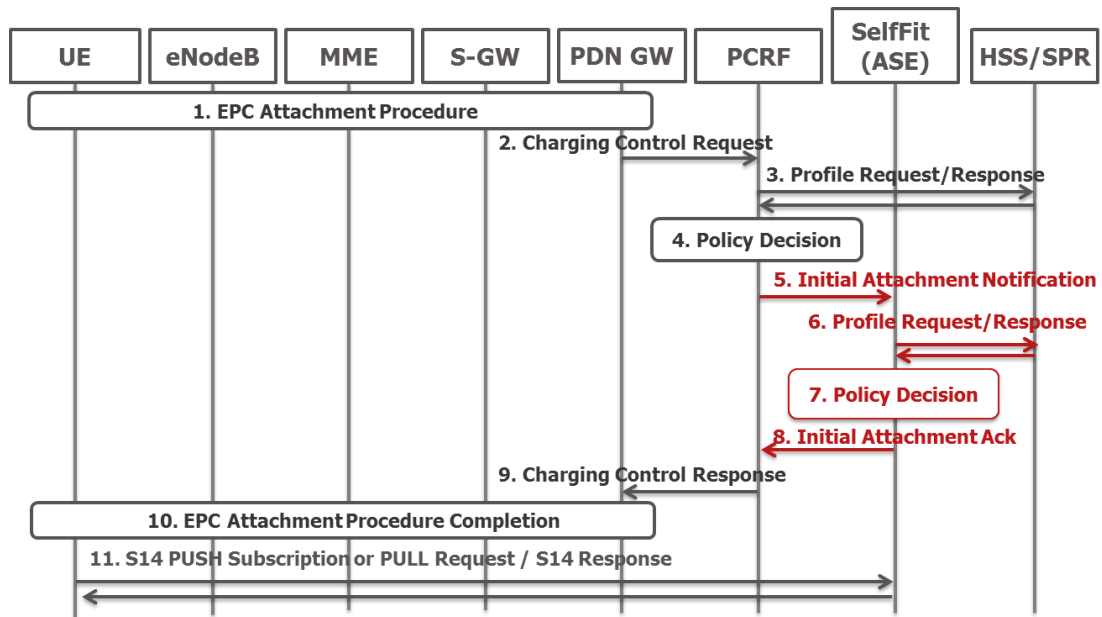 UE
eNodeB
MME
S-GW
PDN GW
PCRF
SelfFit
(ASE)
HSS/SPR
1. EPC Attachment Procedure
2. Charging Control Request
3. Profile Request/Response
4. Policy Decision
5. Initial Attachment Notification
6. Profile Request/Response
7. Policy Decision
8. Initial Attachment Ack
9. Charging Control Response
10. EPC Attachment Procedure Completion
11. S14 PUSH Subscription or PULL Request / S14 Response